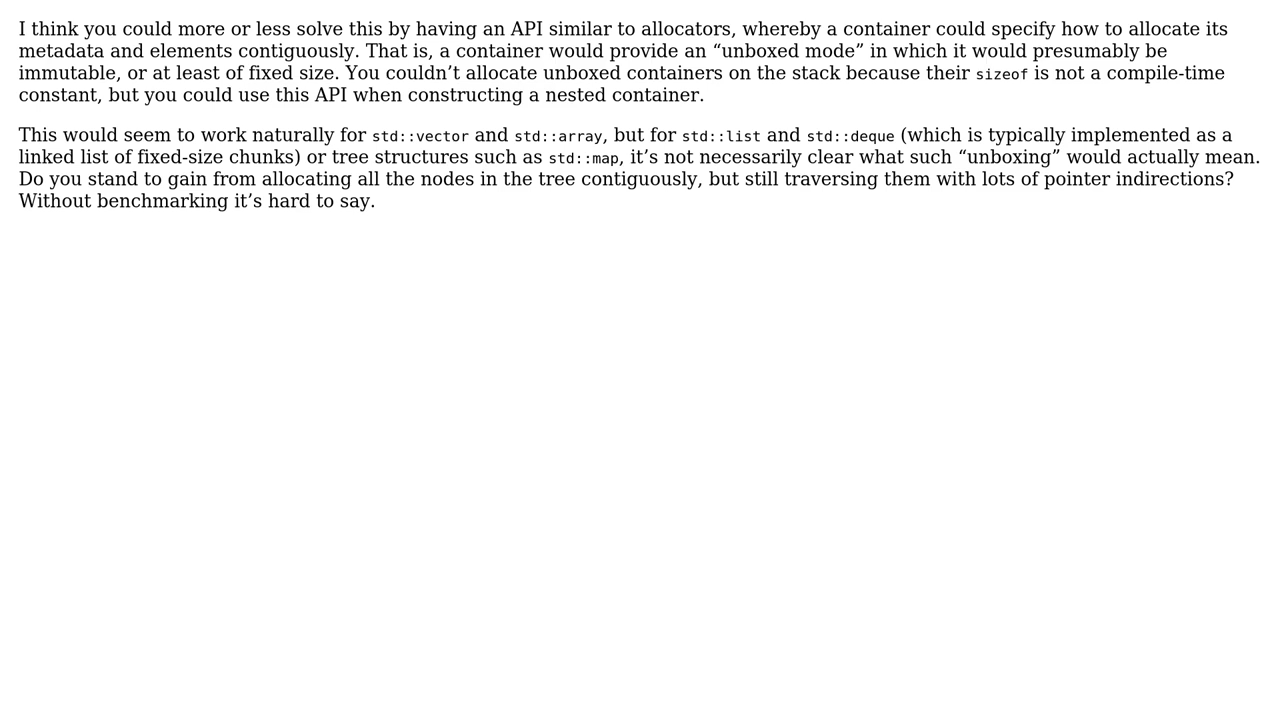 I think you could more or less solve this by having an API similar to allocators, whereby a container could specify how to allocate its
metadata and elements contiguously. That is, a container would provide an “unboxed mode” in which it would presumably be
immutable, or at least of fixed size. You couldn’t allocate unboxed containers on the stack because their sizeof is not a compile-time
constant, but you could use this API when constructing a nested container.
This would seem to work naturally for std::vector and std::array, but for std::list and std::deque (which is typically implemented as a
linked list of fixed-size chunks) or tree structures such as std::map, it’s not necessarily clear what such “unboxing” would actually mean.
Do you stand to gain from allocating all the nodes in the tree contiguously, but still traversing them with lots of pointer indirections?
Without benchmarking it’s hard to say.